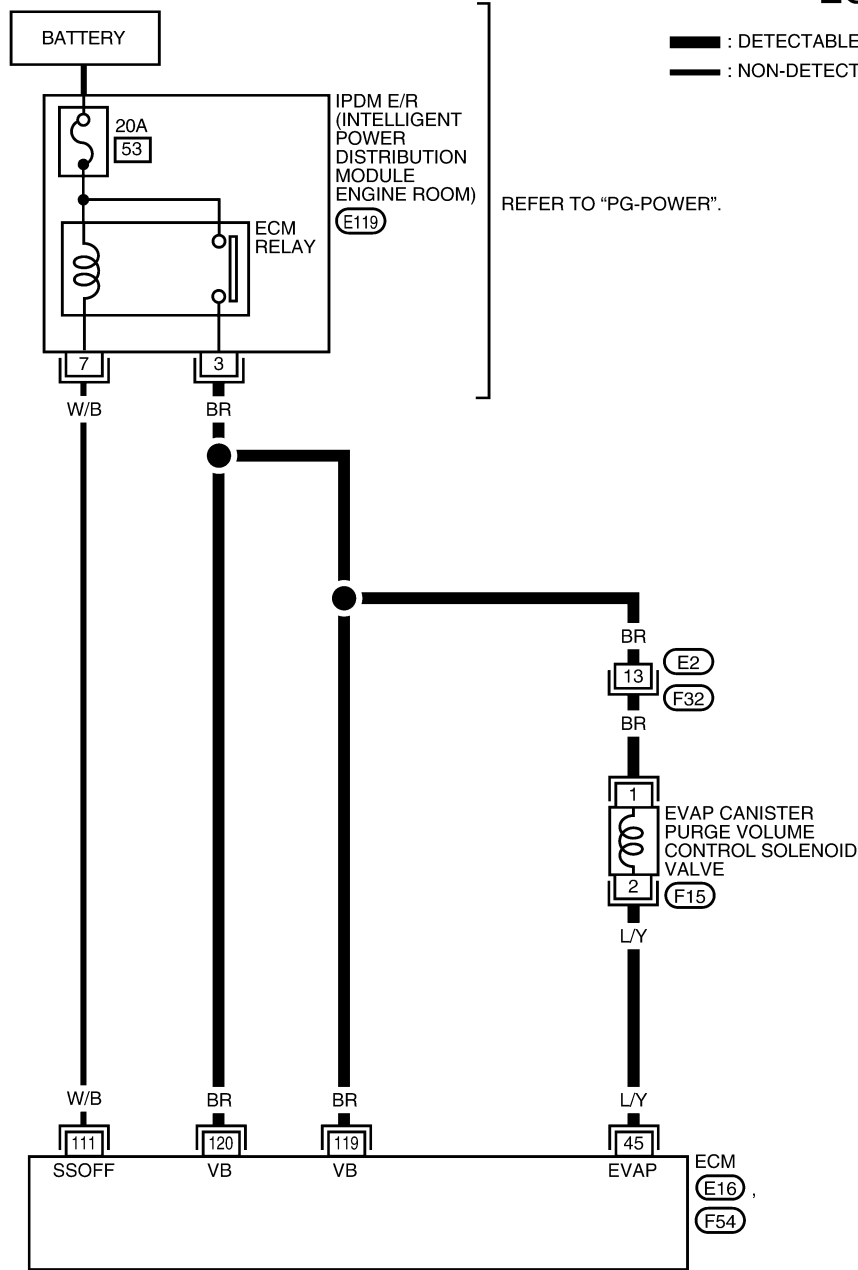 BATTERY
: DETECTABLE
: NON-DETECT
20A
53
IPDM E/R
(INTELLIGENT
POWER
DISTRIBUTION
MODULE
ENGINE ROOM)
E119
REFER TO “PG-POWER”.
ECM
RELAY
7
3
W/B
BR
BR
13
E2
F32
BR
1
EVAP CANISTER
PURGE VOLUME
CONTROL SOLENOID
VALVE
2
F15
L/Y
W/B
BR
BR
L/Y
111
120
119
45
SSOFF
VB
VB
EVAP
ECM
E16 ,
F54